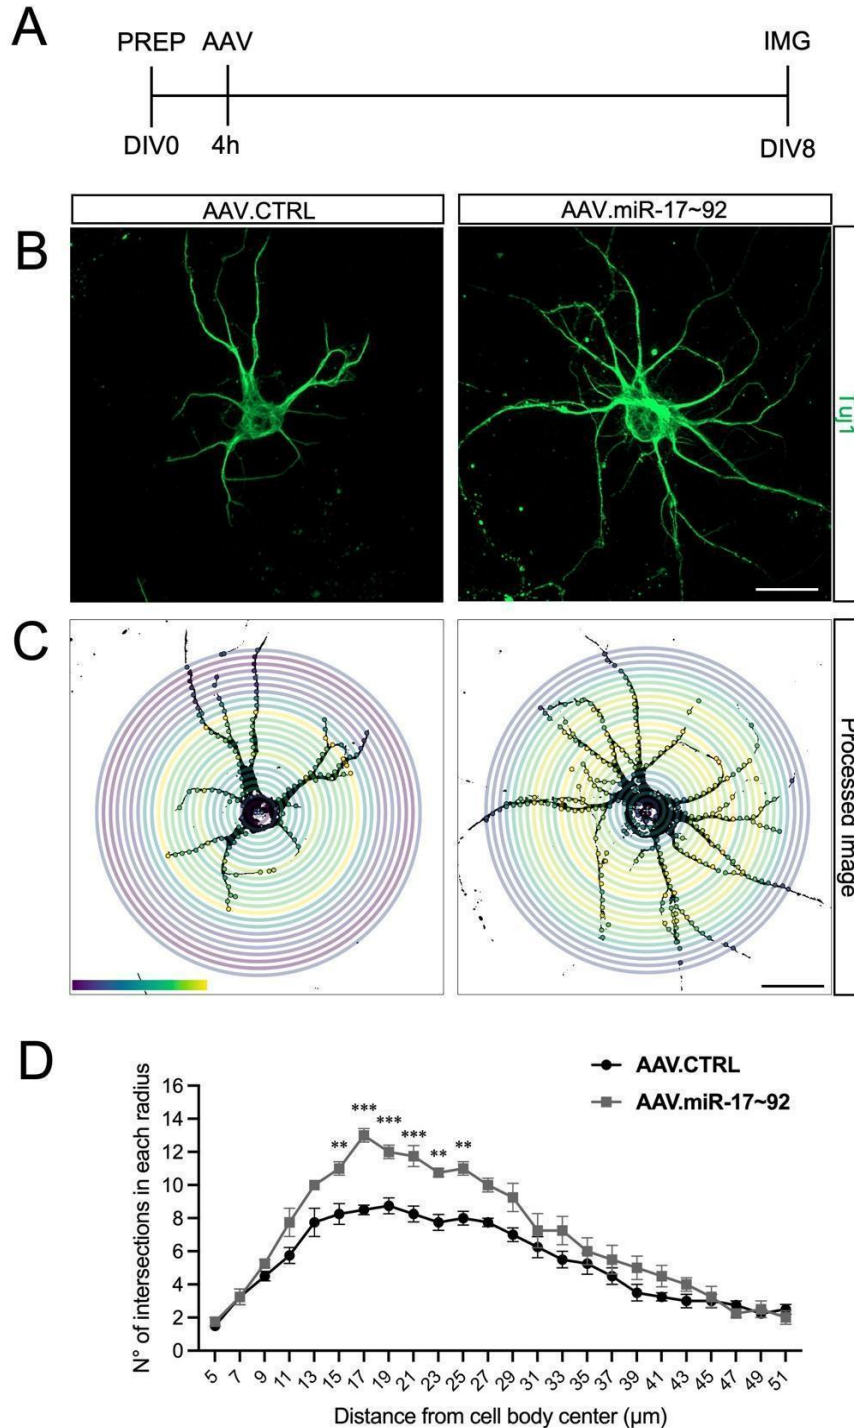 A
PREP AAV IMG
DIV0 4h DIV8
AAV.CTRL AAV.miR-17~92
B
Tuj1
C
Processed Image
D
AAV.CTRL
AAV.miR-17~92
N° of intersections in each radius
16
14
12
10
8
6
4
2
0
** *** *** *** ** **
5 7 9 11 13 15 17 19 21 23 25 27 29 31 33 35 37 39 41 43 45 47 49 51
Distance from cell body center (µm)